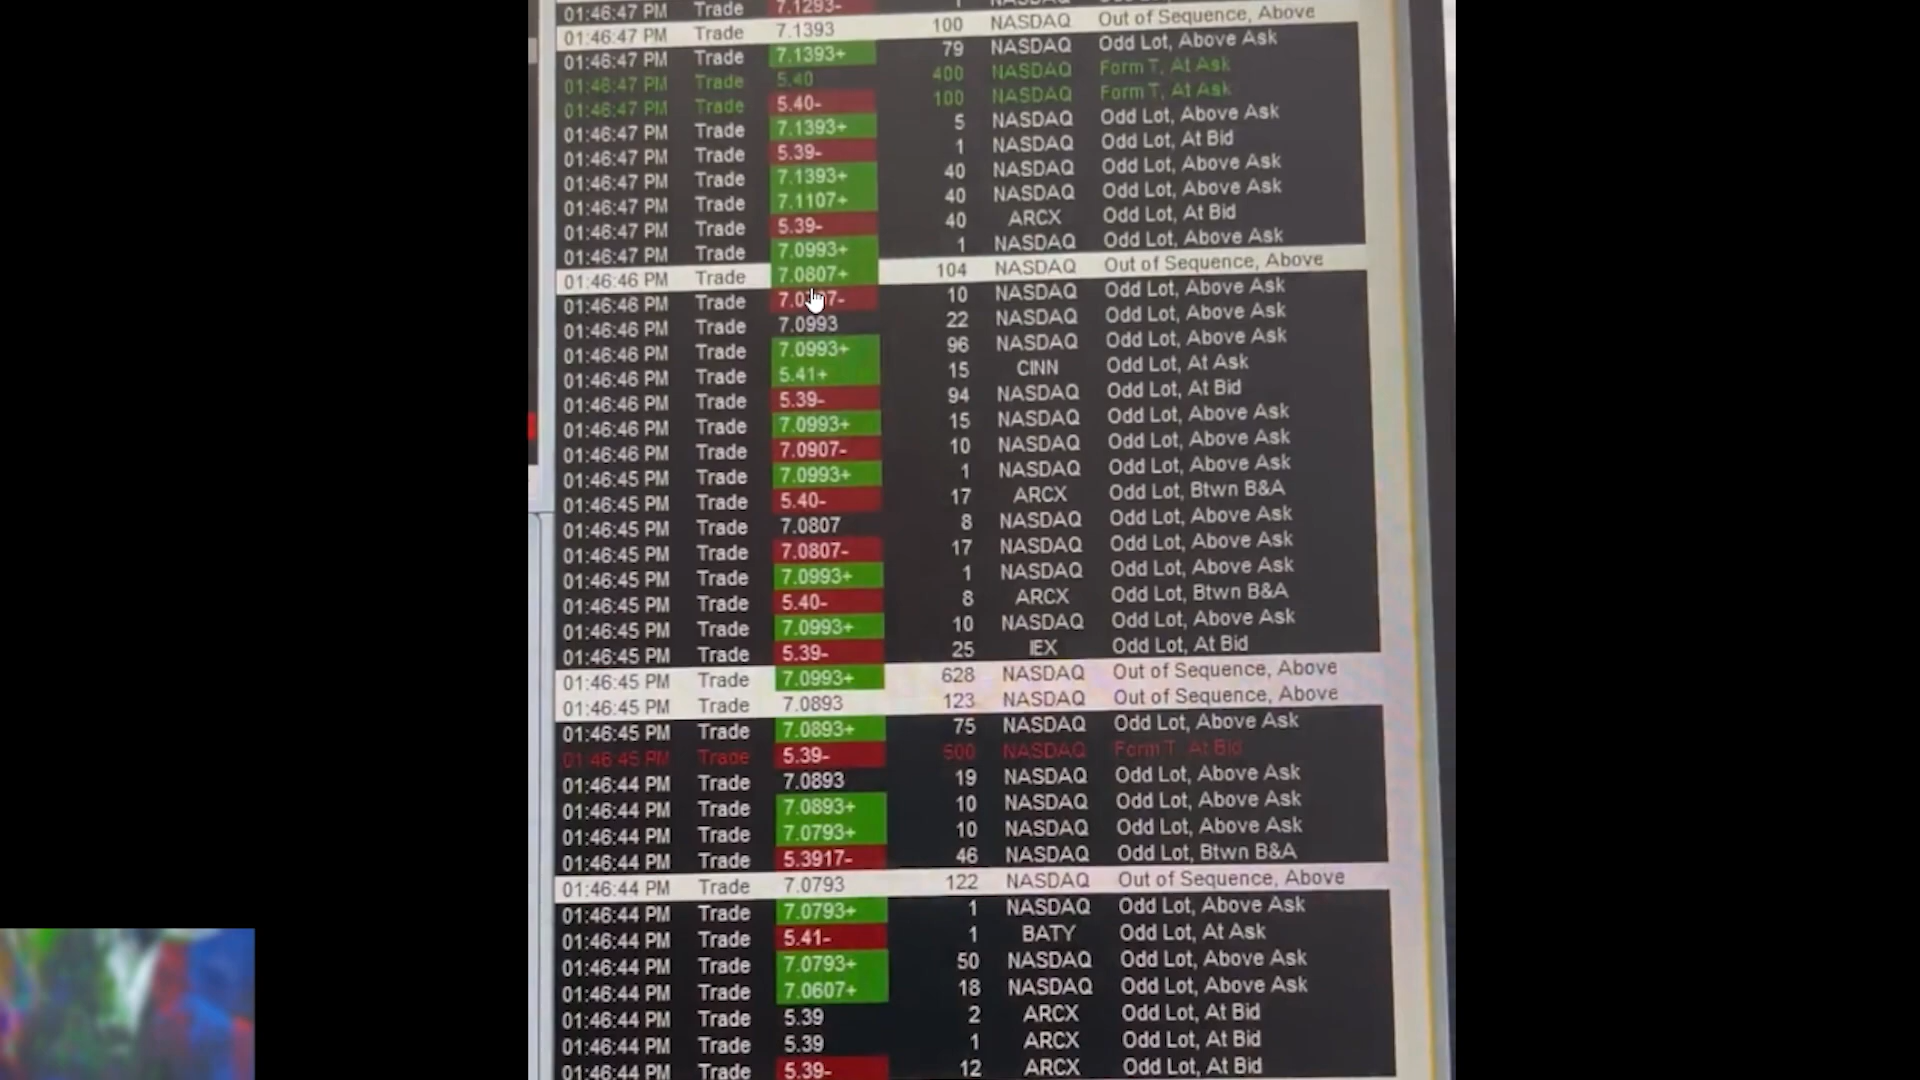 01:46:47 PM Trade 7.1293- 1 NASDAQ
01:46:47 PM Trade 7.1393 100 NASDAQ Out of Sequence, Above
01:46:47 PM Trade 7.1393+ 79 NASDAQ Odd Lot, Above Ask
01:46:47 PM Trade 5.40 400 NASDAQ Form T, At Ask
01:46:47 PM Trade 5.40- 100 NASDAQ Form T, At Ask
01:46:47 PM Trade 7.1393+ 5 NASDAQ Odd Lot, Above Ask
01:46:47 PM Trade 5.39- 1 NASDAQ Odd Lot, At Bid
01:46:47 PM Trade 7.1393+ 40 NASDAQ Odd Lot, Above Ask
01:46:47 PM Trade 7.1107+ 40 NASDAQ Odd Lot, Above Ask
01:46:47 PM Trade 5.39- 40 ARCX Odd Lot, At Bid
01:46:47 PM Trade 7.0993+ 1 NASDAQ Odd Lot, Above Ask
01:46:46 PM Trade 7.0807+ 104 NASDAQ Out of Sequence, Above
01:46:46 PM Trade 10 NASDAQ Odd Lot, Above Ask
01:46:46 PM Trade 7.0993 22 NASDAQ Odd Lot, Above Ask
01:46:46 PM Trade 7.0993+ 96 NASDAQ Odd Lot, Above Ask
01:46:46 PM Trade 5.41+ 15 CINN Odd Lot, At Ask
01:46:46 PM Trade 5.39- 94 NASDAQ Odd Lot, At Bid
01:46:46 PM Trade 7.0993+ 15 NASDAQ Odd Lot, Above Ask
01:46:46 PM Trade 7.0907- 10 NASDAQ Odd Lot, Above Ask
01:46:45 PM Trade 7.0993+ 1 NASDAQ Odd Lot, Above Ask
01:46:45 PM Trade 5.40- 17 ARCX Odd Lot, Btwn B&A
01:46:45 PM Trade 7.0807 8 NASDAQ Odd Lot, Above Ask
01:46:45 PM Trade 7.0807- 17 NASDAQ Odd Lot, Above Ask
01:46:45 PM Trade 7.0993+ 1 NASDAQ Odd Lot, Above Ask
01:46:45 PM Trade 5.40- 8 ARCX Odd Lot, Btwn B&A
01:46:45 PM Trade 7.0993+ 10 NASDAQ Odd Lot, Above Ask
01:46:45 PM Trade 5.39- 25 IEX Odd Lot, At Bid
01:46:45 PM Trade 7.0993+ 628 NASDAQ Out of Sequence, Above
01:46:45 PM Trade 7.0893 123 NASDAQ Out of Sequence, Above
01:46:45 PM Trade 7.0893+ 75 NASDAQ Odd Lot, Above Ask
01:46:45 PM Trade 5.39- 500 NASDAQ Form T, At Bid
01:46:44 PM Trade 7.0893 19 NASDAQ Odd Lot, Above Ask
01:46:44 PM Trade 7.0893+ 10 NASDAQ Odd Lot, Above Ask
01:46:44 PM Trade 7.0793+ 10 NASDAQ Odd Lot, Above Ask
01:46:44 PM Trade 5.3917- 46 NASDAQ Odd Lot, Btwn B&A
01:46:44 PM Trade 7.0793 122 NASDAQ Out of Sequence, Above
01:46:44 PM Trade 7.0793+ 1 NASDAQ Odd Lot, Above Ask
01:46:44 PM Trade 5.41- 1 BATY Odd Lot, At Ask
01:46:44 PM Trade 7.0793+ 50 NASDAQ Odd Lot, Above Ask
01:46:44 PM Trade 7.0607+ 18 NASDAQ Odd Lot, Above Ask
01:46:44 PM Trade 5.39 2 ARCX Odd Lot, At Bid
01:46:44 PM Trade 5.39 1 ARCX Odd Lot, At Bid
01:46:44 PM Trade 5.39- 12 ARCX Odd Lot, At Bid